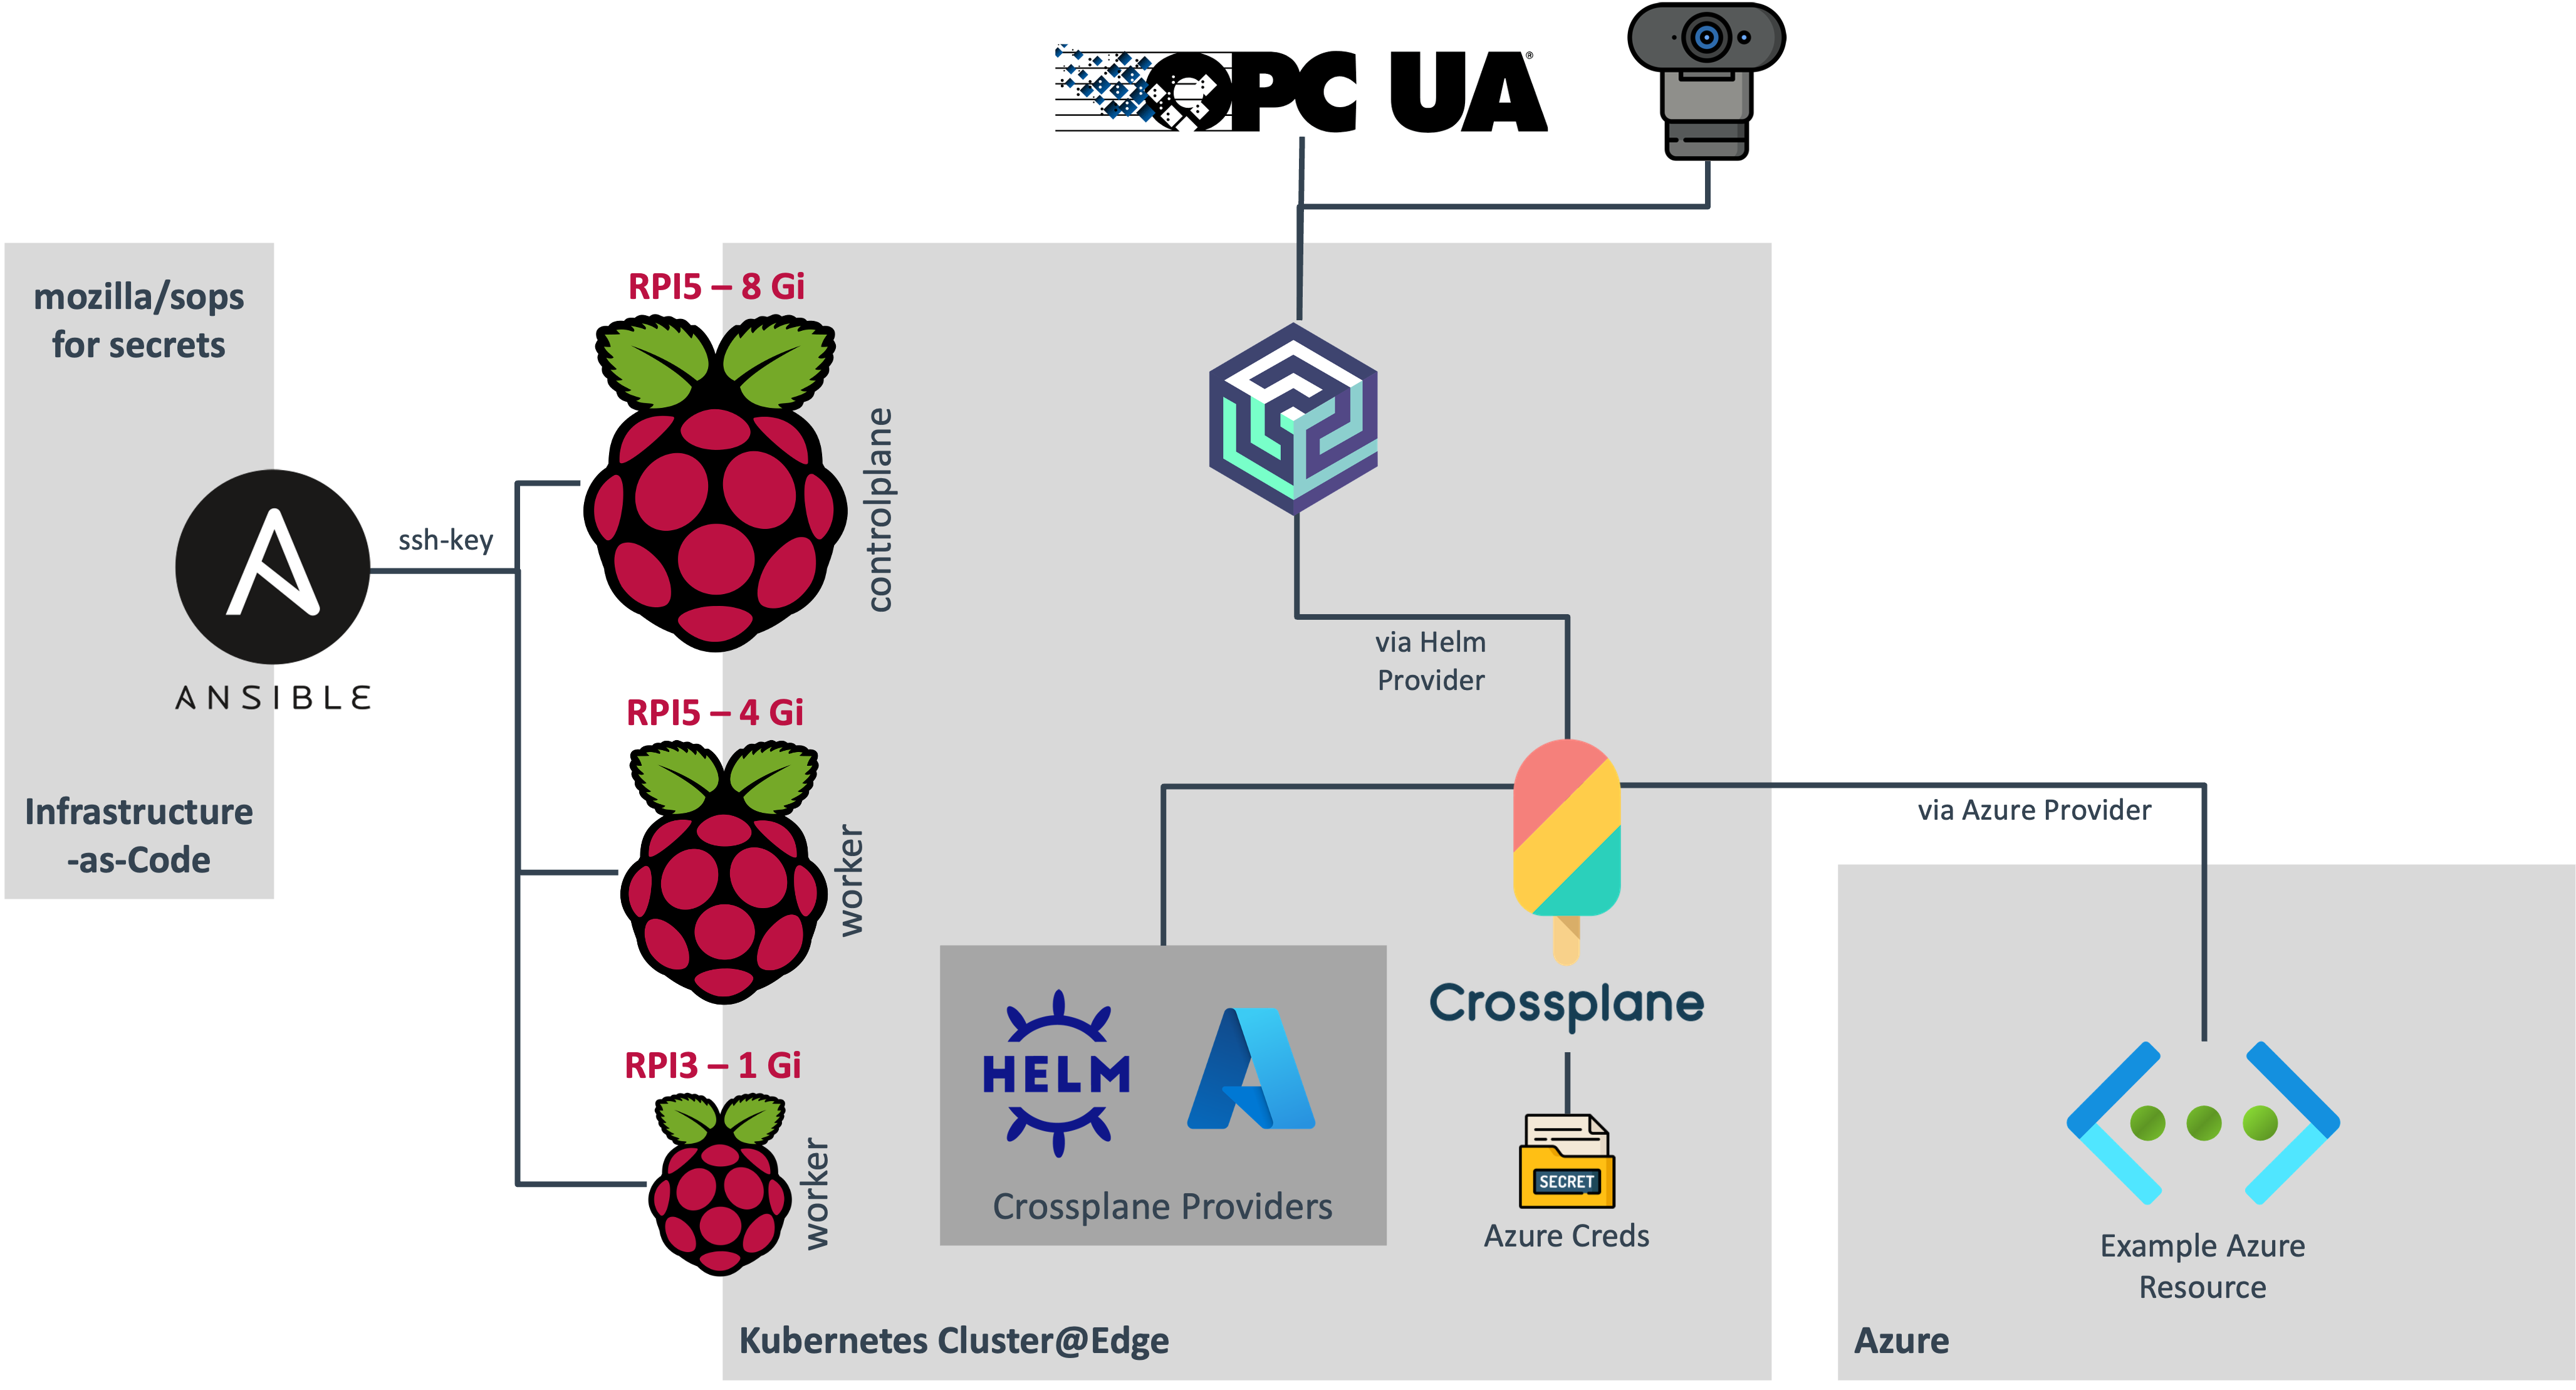 OPC UA®
mozilla/sops
for secrets
ANSIBLE
Infrastructure
-as-Code
ssh-key
RPI5 – 8 Gi
controlplane
RPI5 – 4 Gi
worker
RPI3 – 1 Gi
worker
via Helm
Provider
via Azure Provider
Crossplane
HELM
Crossplane Providers
SECRET
Azure Creds
Kubernetes Cluster@Edge
Example Azure
Resource
Azure